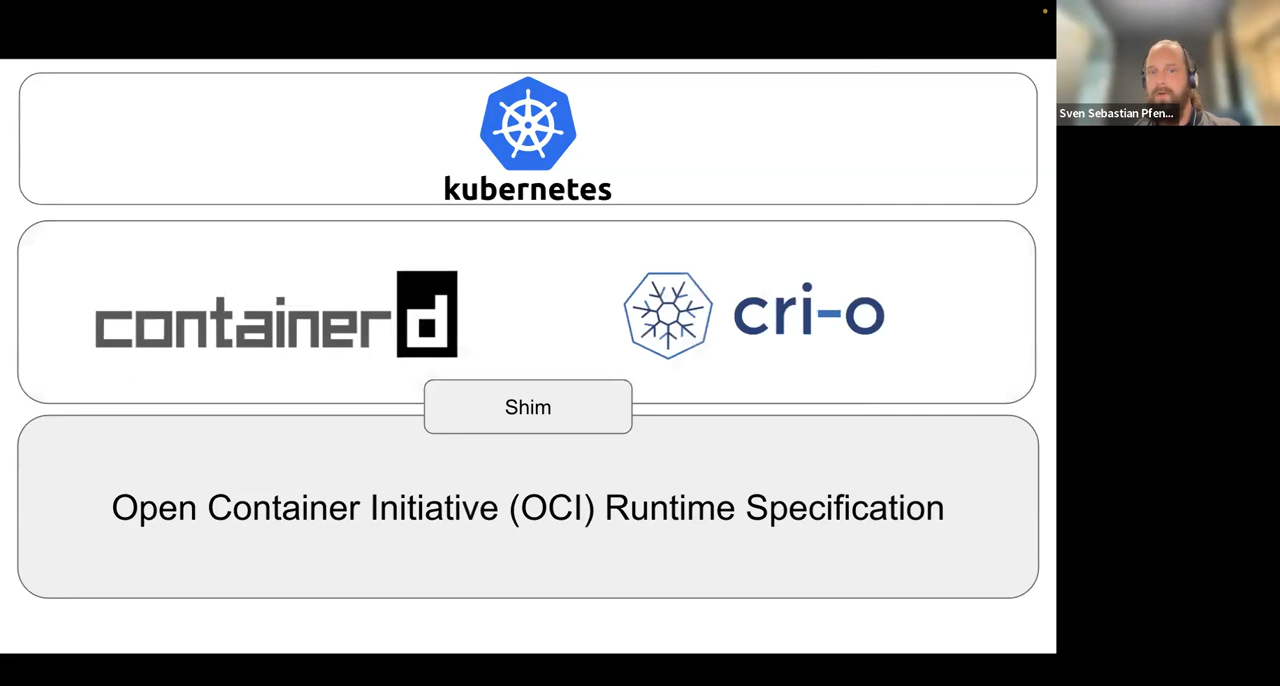 kubernetes
containerd
cri-o
Shim
Open Container Initiative (OCI) Runtime Specification
Sven Sebastian Pfen...